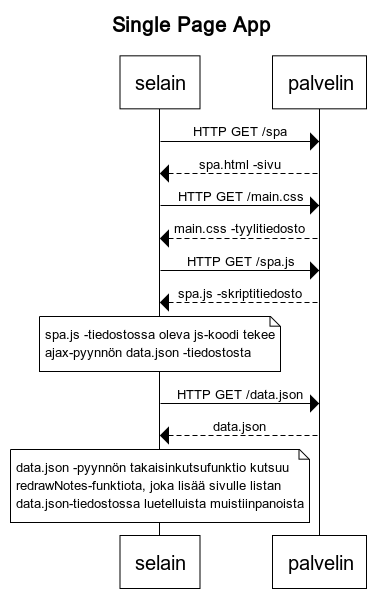 Single Page App
selain
palvelin
HTTP GET /spa
spa.html -sivu
HTTP GET /main.css
main.css -tyylitiedosto
HTTP GET /spa.js
spa.js -skriptitiedosto
spa.js -tiedostossa oleva js-koodi tekee
ajax-pyynnön data.json -tiedostosta
HTTP GET /data.json
data.json
data.json -pyynnön takaisinkutsufunktio kutsuu
redrawNotes-funktiota, joka lisää sivulle listan
data.json-tiedostossa luetelluista muistiinpanoista
selain
palvelin